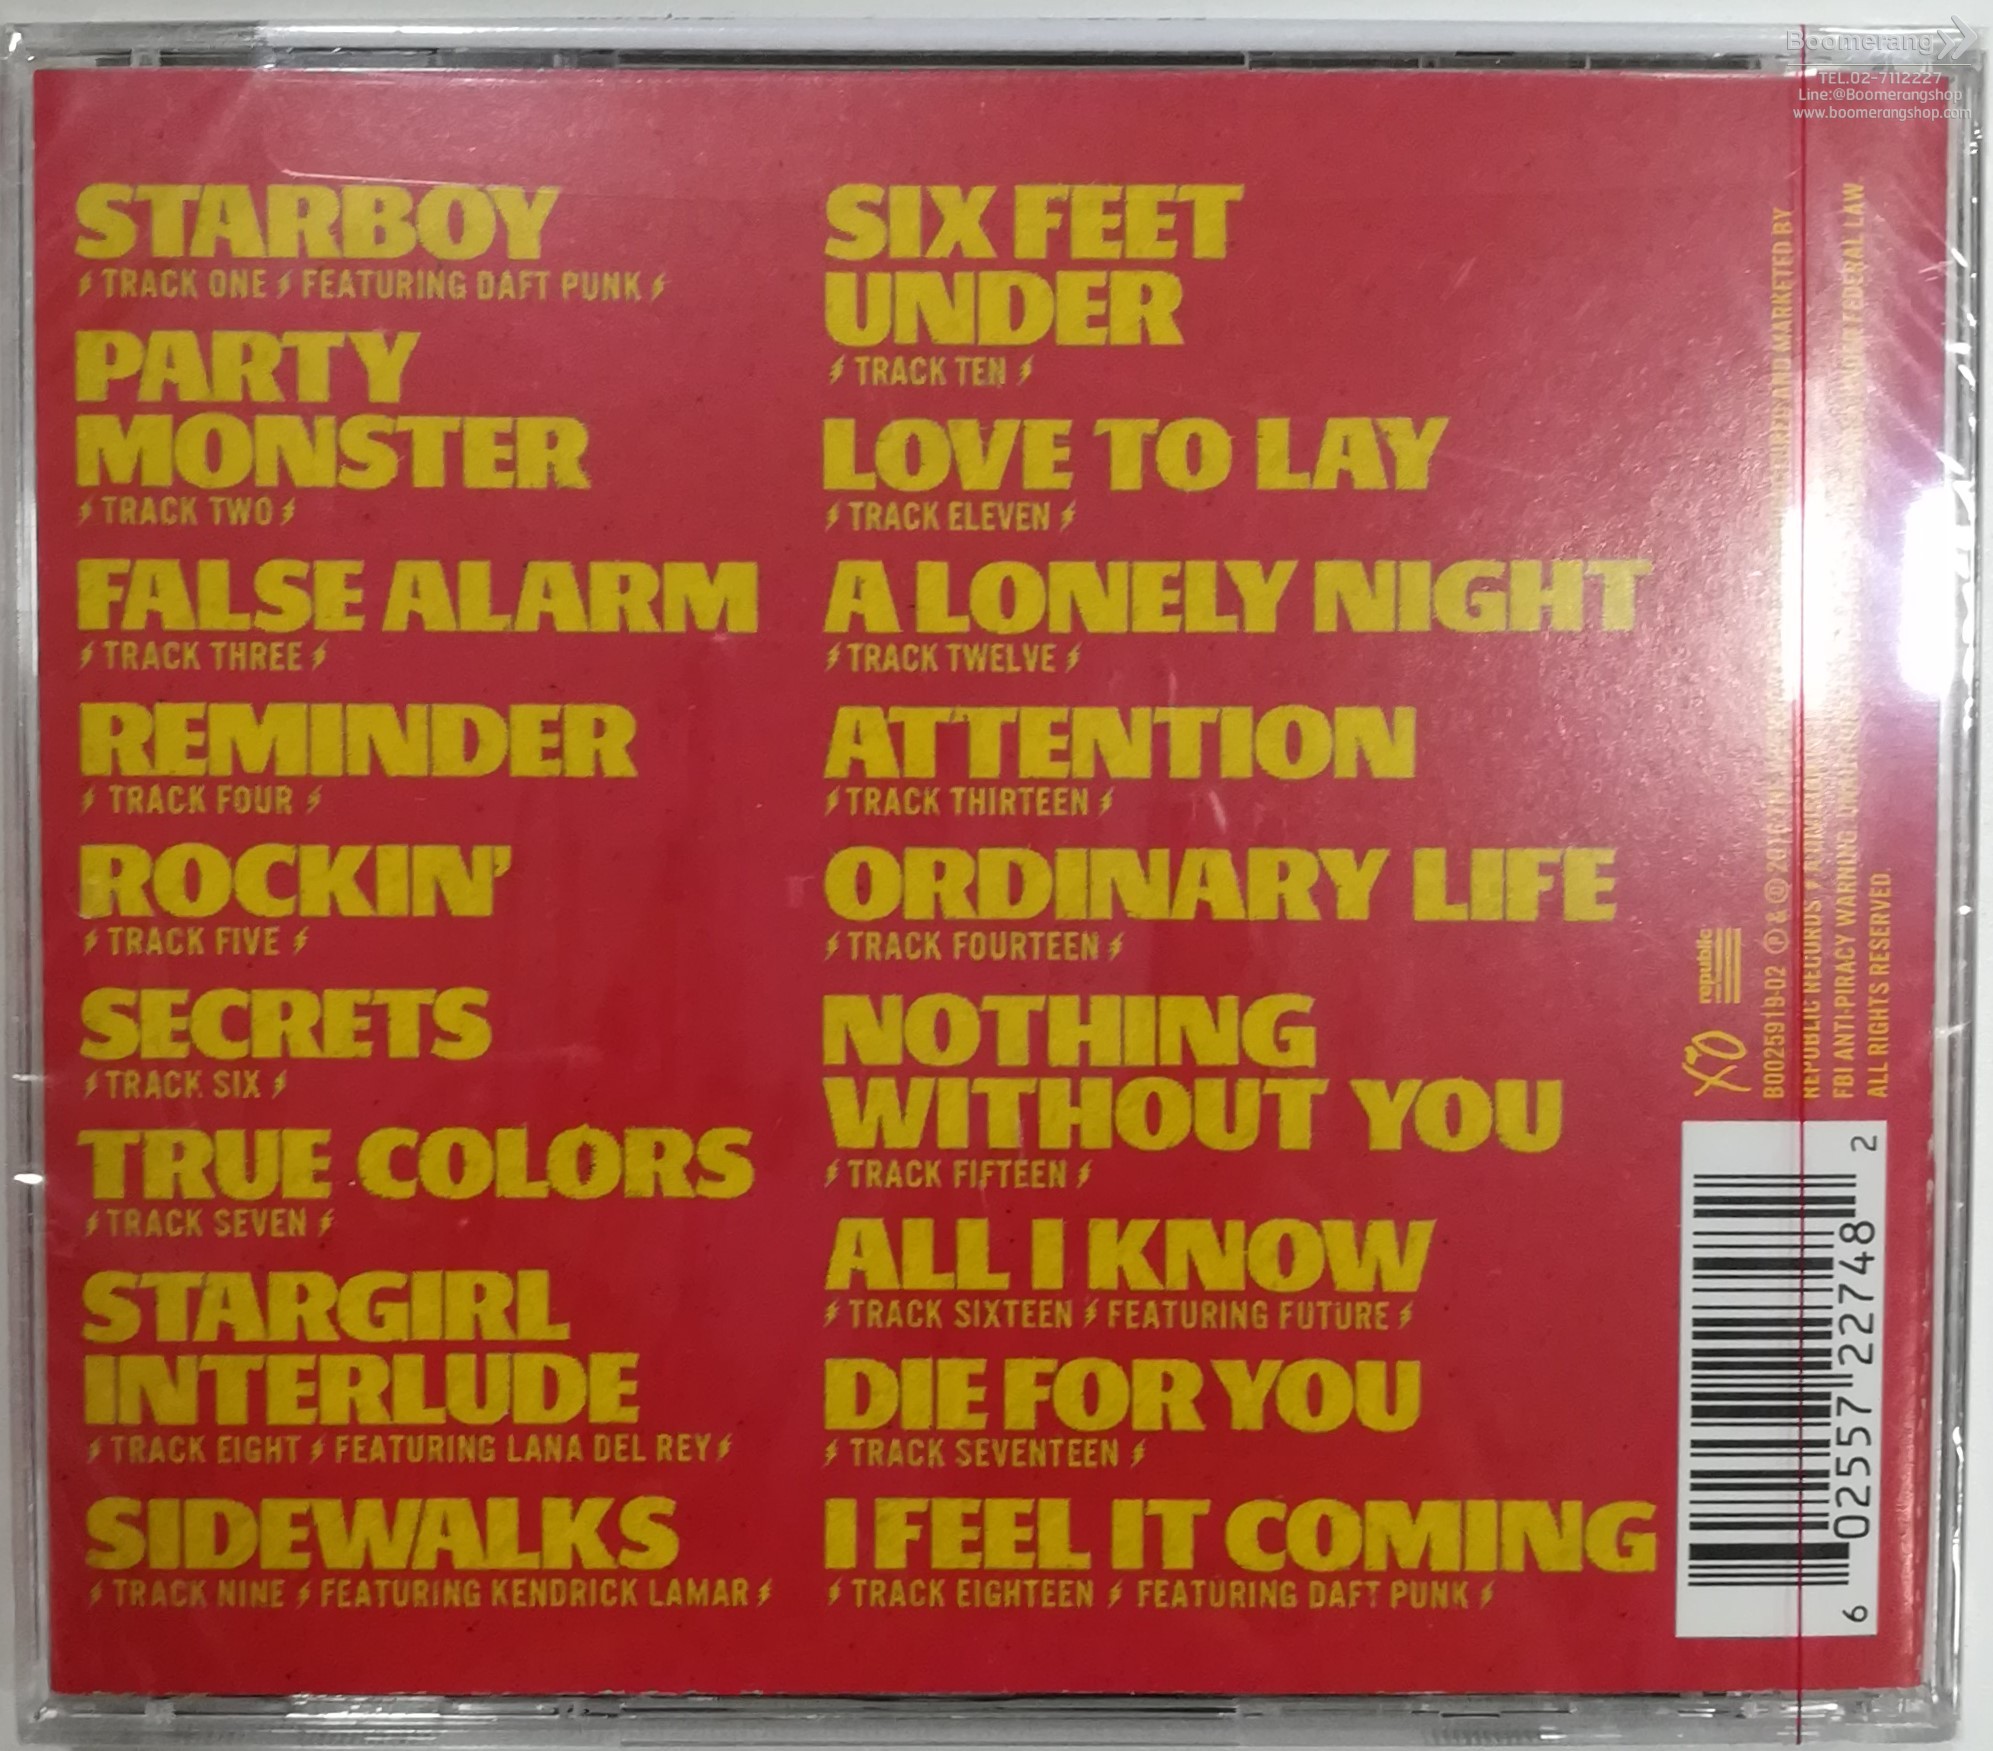 Boomerang
TEL.02-7112227
Line:@Boomerangshop
www.boomerangshop.com
STARBOY
TRACK ONE FEATURING DAFT PUNK
PARTY
MONSTER
TRACK TWO
FALSE ALARM
TRACK THREE
REMINDER
TRACK FOUR
ROCKIN'
TRACK FIVE
SECRETS
TRACK SIX
TRUE COLORS
TRACK SEVEN
STARGIRL
INTERLUDE
TRACK EIGHT FEATURING LANA DEL REY
SIDEWALKS
TRACK NINE FEATURING KENDRICK LAMAR
SIX FEET
UNDER
TRACK TEN
LOVE TO LAY
TRACK ELEVEN
A LONELY NIGHT
TRACK TWELVE
ATTENTION
TRACK THIRTEEN
ORDINARY LIFE
TRACK FOURTEEN
NOTHING
WITHOUT YOU
TRACK FIFTEEN
ALL I KNOW
TRACK SIXTEEN FEATURING FUTURE
DIE FOR YOU
TRACK SEVENTEEN
I FEEL IT COMING
TRACK EIGHTEEN FEATURING DAFT PUNK
XO
republic
B0025919-02 ℗ & © AND MARKETED BY
REPUBLIC RECORDS
FBI ANTI-PIRACY WARNING: FEDERAL LAW.
ALL RIGHTS RESERVED.
6 02557 22748 2